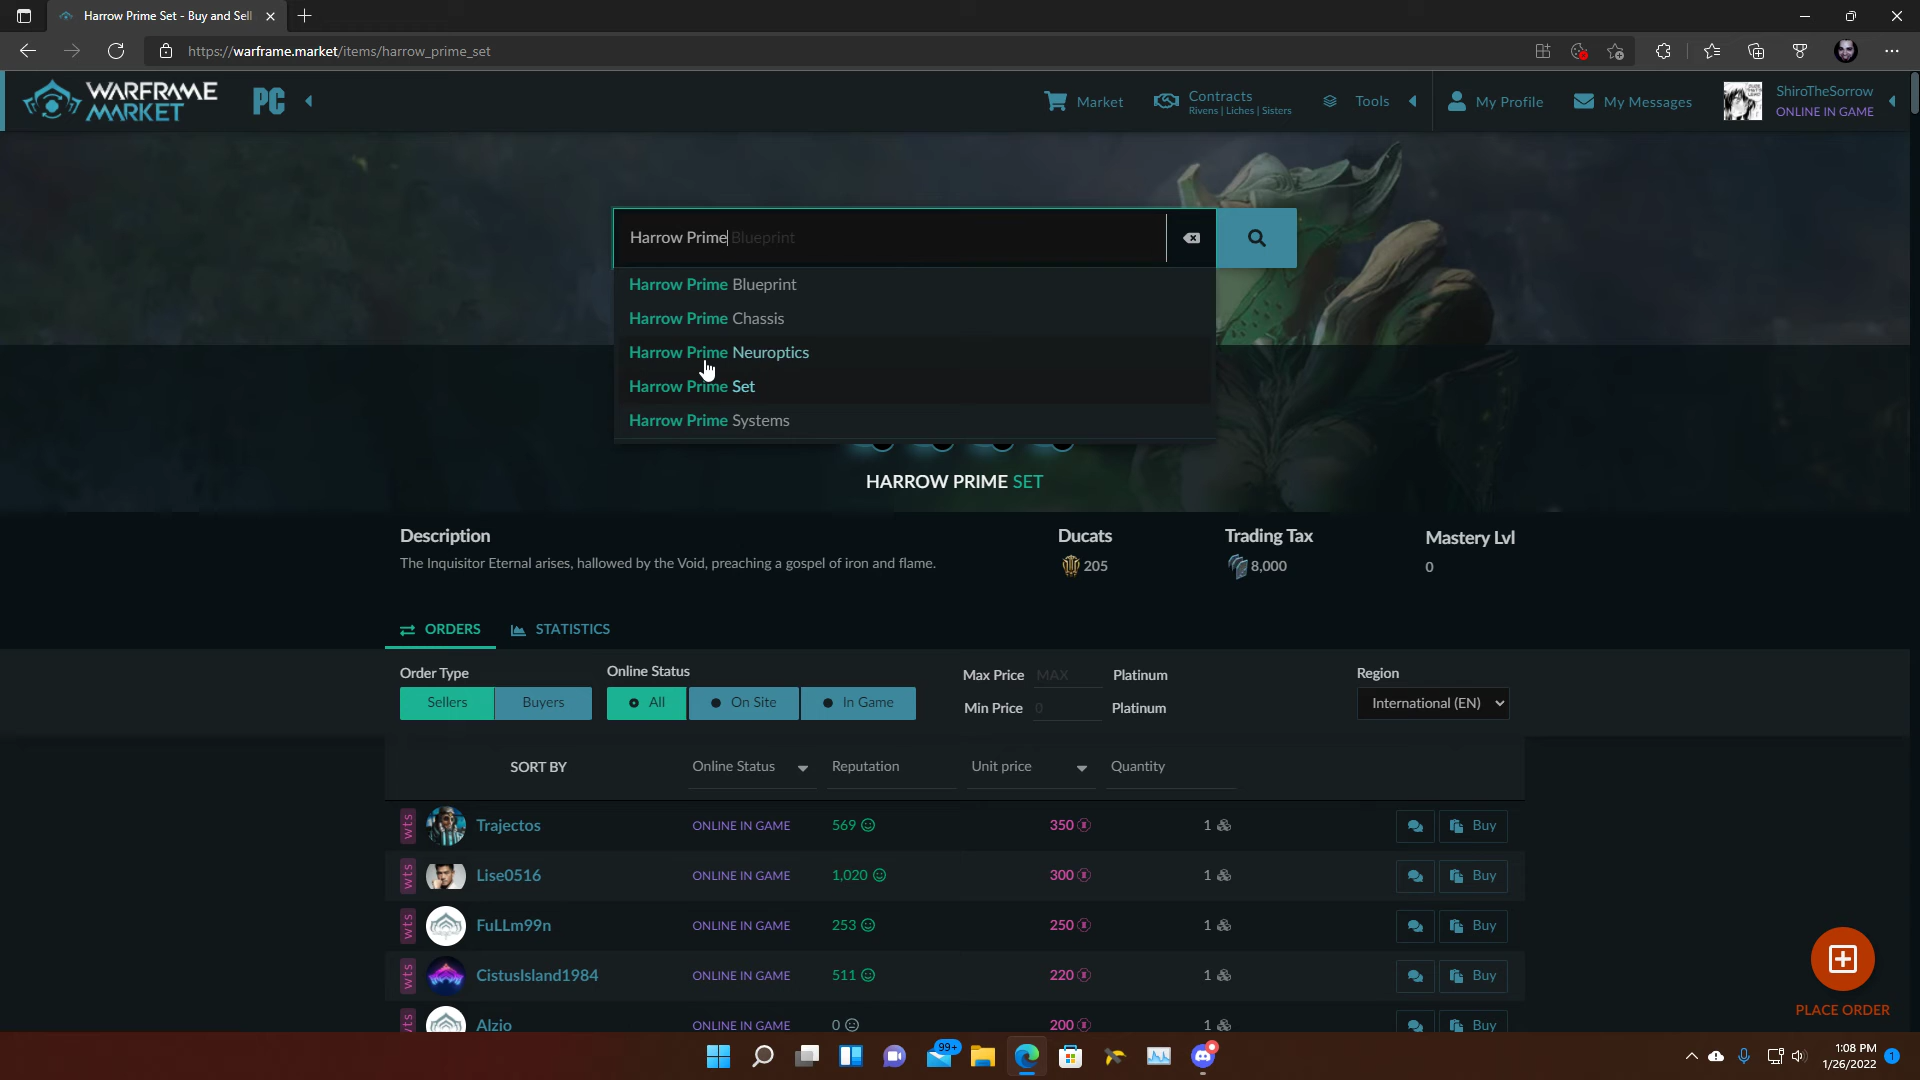 Harrow Prime Set - Buy and Sell
https://warframe.market/items/harrow_prime_set
WARFRAME
MARKET
PC
Market
Contracts
Rivens | Liches | Sisters
Tools
My Profile
My Messages
ShiroTheSorrow
ONLINE IN GAME
Harrow Prime Blueprint
Harrow Prime Blueprint
Harrow Prime Chassis
Harrow Prime Neuroptics
Harrow Prime Set
Harrow Prime Systems
HARROW PRIME SET
Description
The Inquisitor Eternal arises, hallowed by the Void, preaching a gospel of iron and flame.
Ducats
205
Trading Tax
8,000
Mastery Lvl
0
ORDERS
STATISTICS
Order Type
Sellers
Buyers
Online Status
All
On Site
In Game
Max Price MAX Platinum
Min Price 0 Platinum
Region
International (EN)
SORT BY
Online Status
Reputation
Unit price
Quantity
wts Trajectos ONLINE IN GAME 569 350 1 Buy
wts Lise0516 ONLINE IN GAME 1,020 300 1 Buy
wts FuLLm99n ONLINE IN GAME 253 250 1 Buy
wts CistusIsland1984 ONLINE IN GAME 511 220 1 Buy
wts Alzio ONLINE IN GAME 0 200 1 Buy
PLACE ORDER
99+
1:08 PM
1/26/2022
1